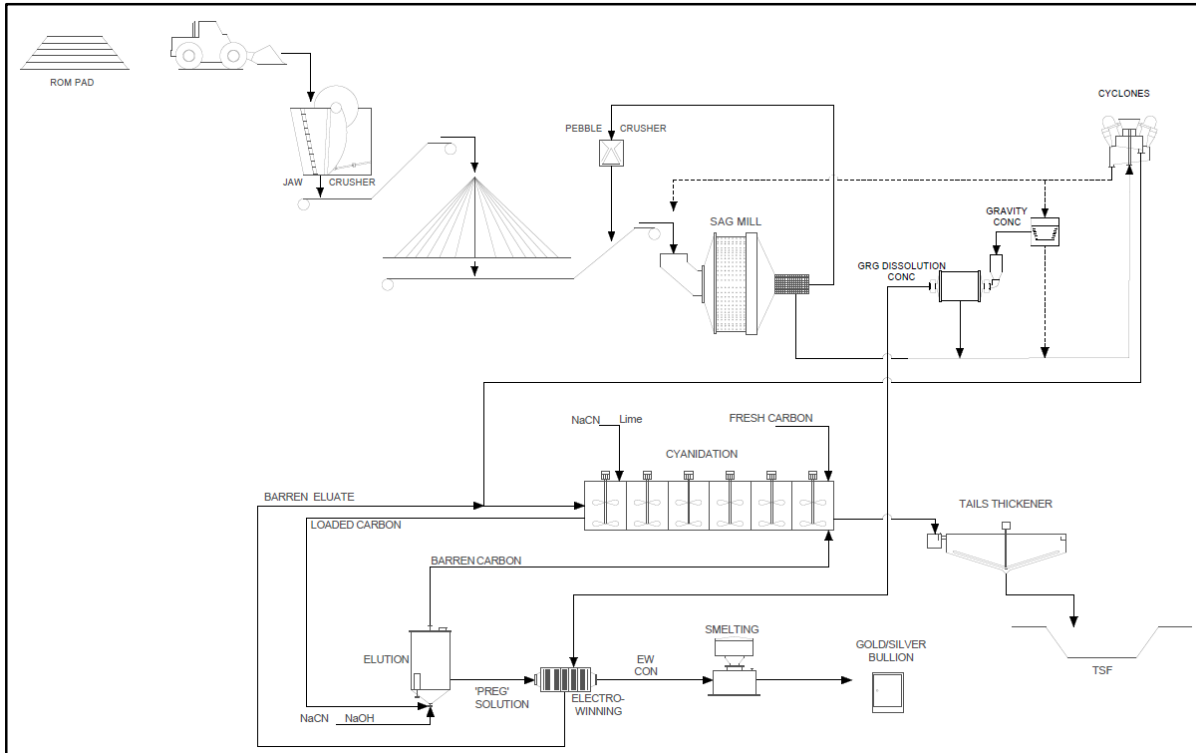 ROM PAD
CYCLONES
PEBBLE CRUSHER
JAW CRUSHER
SAG MILL
GRAVITY
CONC
GRG DISSOLUTION
CONC
NaCN Lime
FRESH CARBON
CYANIDATION
BARREN ELUATE
LOADED CARBON
TAILS THICKENER
BARREN CARBON
SMELTING
GOLD/SILVER
BULLION
ELUTION
EW
CON
TSF
'PREG'
SOLUTION
ELECTRO-
WINNING
NaCN NaOH